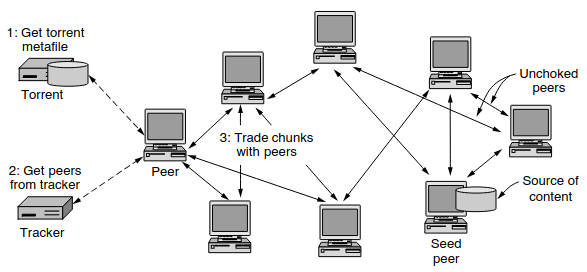 1: Get torrent
metafile
Torrent
2: Get peers
from tracker
Tracker
Peer
3: Trade chunks
with peers
Unchoked
peers
Source of
content
Seed
peer